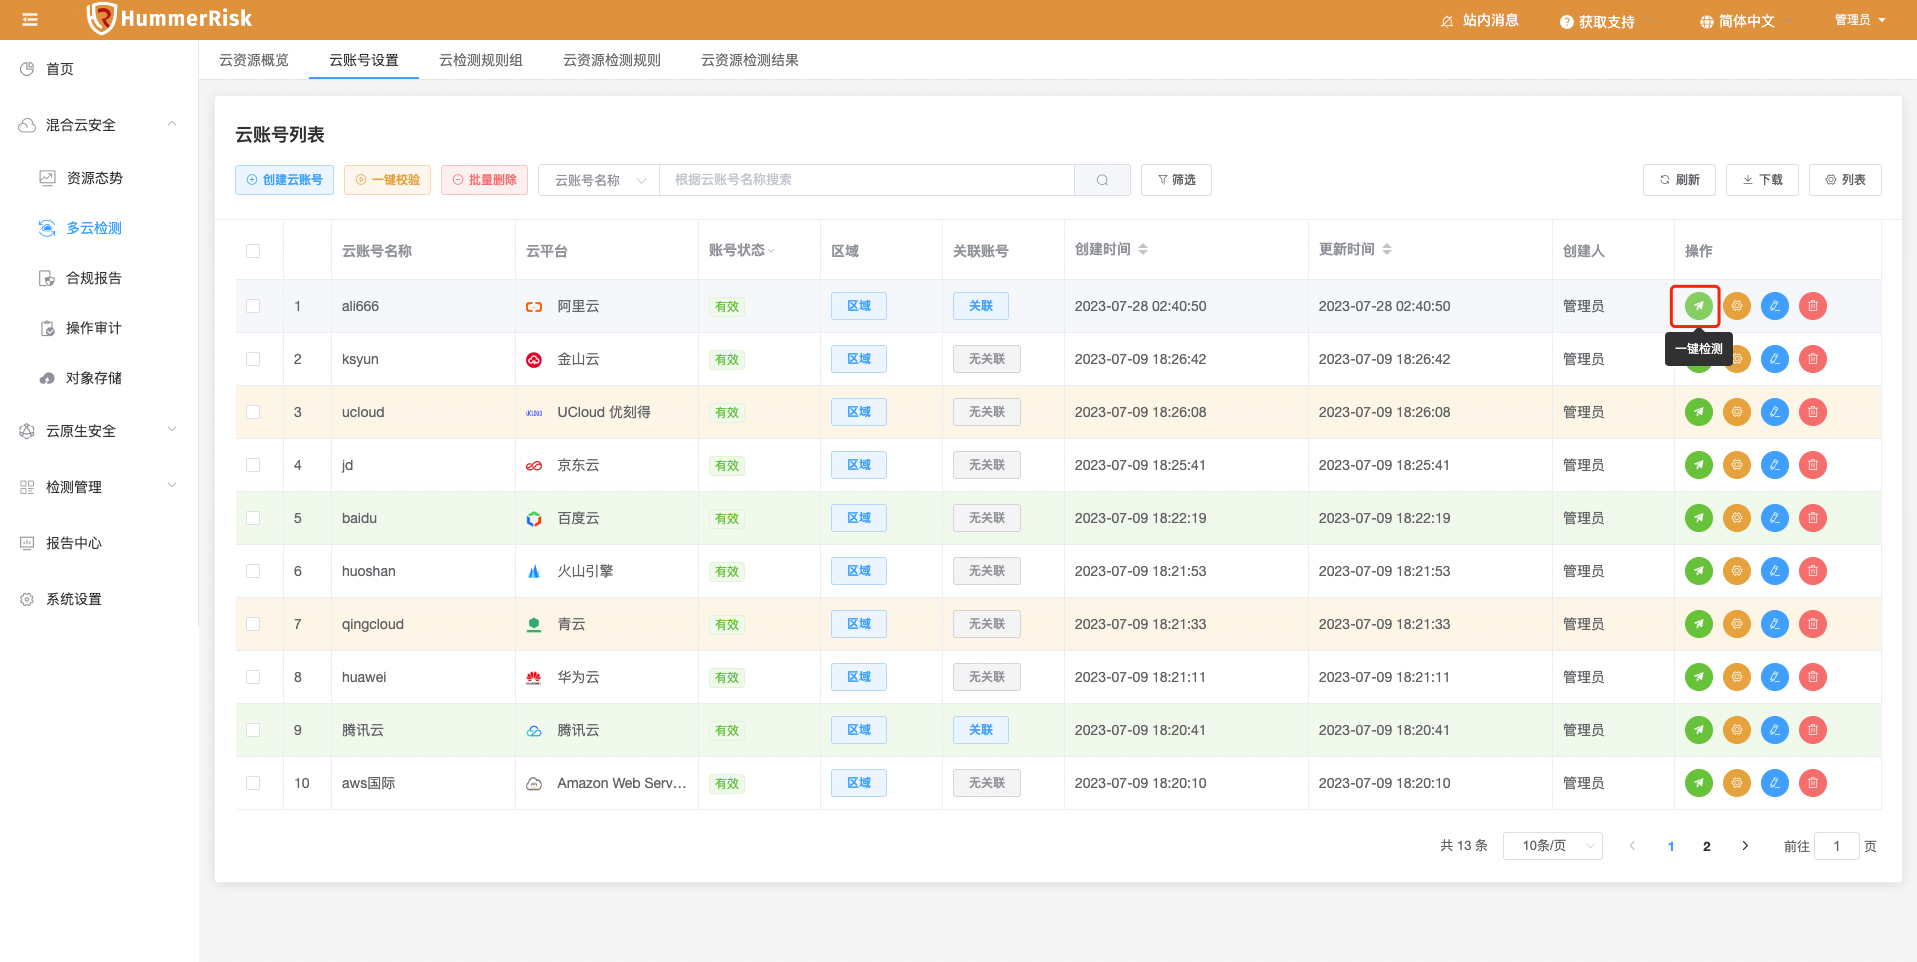 HummerRisk
站内消息
获取支持
简体中文
管理员
首页
混合云安全
资源态势
多云检测
合规报告
操作审计
对象存储
云原生安全
检测管理
报告中心
系统设置
云资源概览 云账号设置 云检测规则组 云资源检测规则 云资源检测结果
云账号列表
创建云账号 一键校验 批量删除 云账号名称 根据云账号名称搜索 筛选 刷新 下载 列表
云账号名称 云平台 账号状态 区域 关联账号 创建时间 更新时间 创建人 操作
1 ali666 阿里云 有效 区域 关联 2023-07-28 02:40:50 2023-07-28 02:40:50 管理员
一键检测
2 ksyun 金山云 有效 区域 无关联 2023-07-09 18:26:42 2023-07-09 18:26:42 管理员
3 ucloud UCLOUD UCloud 优刻得 有效 区域 无关联 2023-07-09 18:26:08 2023-07-09 18:26:08 管理员
4 jd 京东云 有效 区域 无关联 2023-07-09 18:25:41 2023-07-09 18:25:41 管理员
5 baidu 百度云 有效 区域 无关联 2023-07-09 18:22:19 2023-07-09 18:22:19 管理员
6 huoshan 火山引擎 有效 区域 无关联 2023-07-09 18:21:53 2023-07-09 18:21:53 管理员
7 qingcloud 青云 有效 区域 无关联 2023-07-09 18:21:33 2023-07-09 18:21:33 管理员
8 huawei 华为云 有效 区域 无关联 2023-07-09 18:21:11 2023-07-09 18:21:11 管理员
9 腾讯云 腾讯云 有效 区域 关联 2023-07-09 18:20:41 2023-07-09 18:20:41 管理员
10 aws国际 Amazon Web Serv... 有效 区域 无关联 2023-07-09 18:20:10 2023-07-09 18:20:10 管理员
共 13 条 10条/页 1 2 前往 1 页